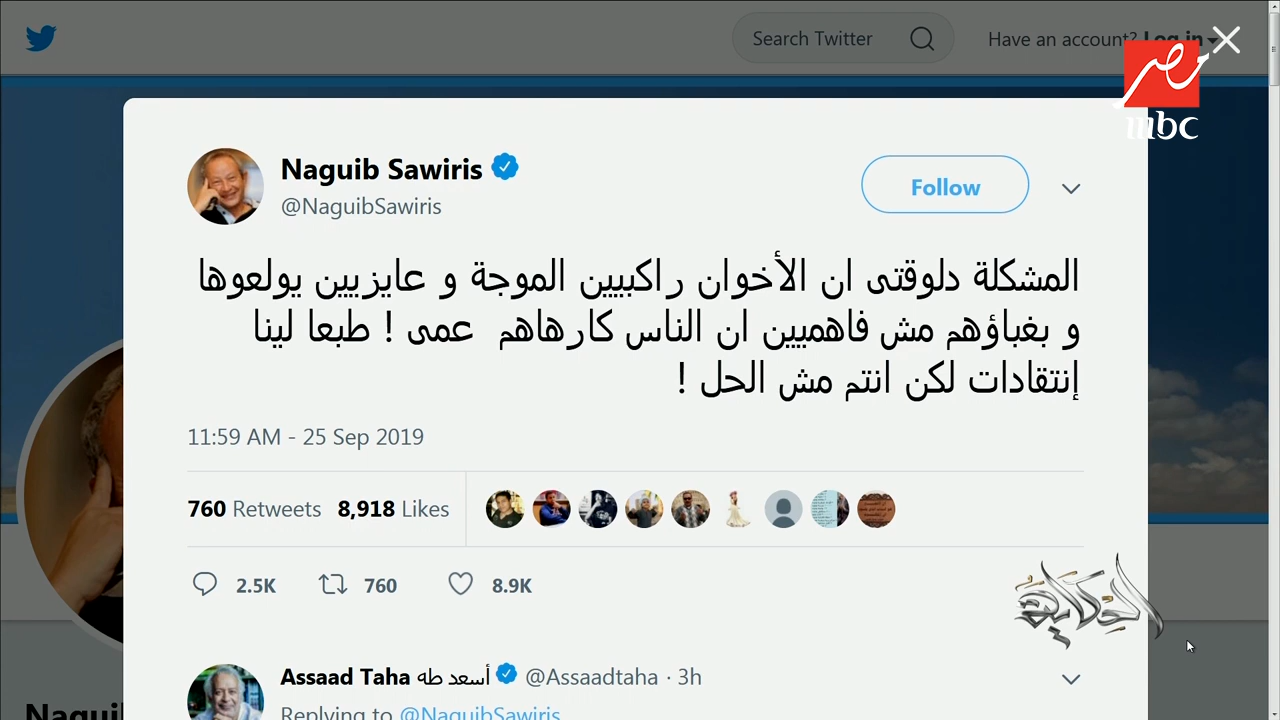 Search Twitter
Have an account? Log in
مصر
mbc
Naguib Sawiris
Follow
@NaguibSawiris
المشكلة دلوقتى ان الأخوان راكبيين الموجة و عايزيين يولعوها
و بغباؤهم مش فاهميين ان الناس كارهاهم عمى ! طبعا لينا
إنتقادات لكن انتم مش الحل !
11:59 AM - 25 Sep 2019
760 Retweets 8,918 Likes
2.5K 760 8.9K
الحكاية
Assaad Taha أسعد طه @Assaadtaha · 3h
Replying to @NaguibSawiris
Nagui